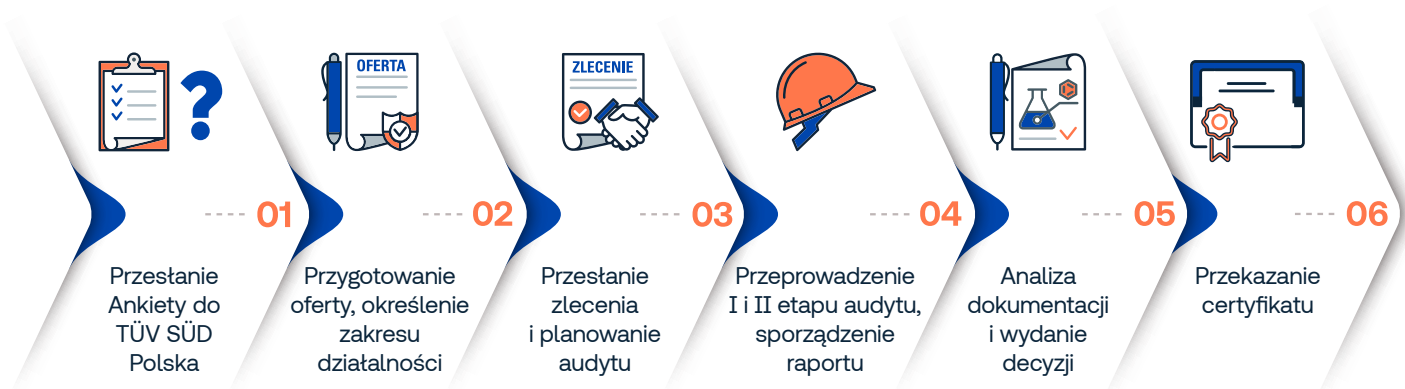 OFERTA
ZLECENIE
01
02
03
04
05
06
Przesłanie
Ankiety do
TÜV SÜD
Polska
Przygotowanie
oferty, określenie
zakresu
działalności
Przesłanie
zlecenia
i planowanie
audytu
Przeprowadzenie
I i II etapu audytu,
sporządzenie
raportu
Analiza
dokumentacji
i wydanie
decyzji
Przekazanie
certyfikatu